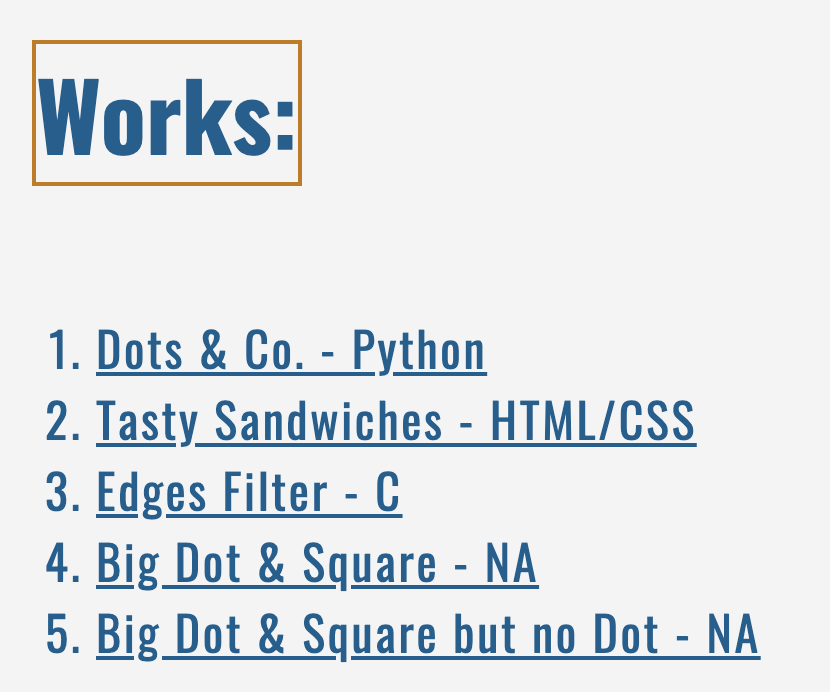 Works:
1. Dots & Co. - Python
2. Tasty Sandwiches - HTML/CSS
3. Edges Filter - C
4. Big Dot & Square - NA
5. Big Dot & Square but no Dot - NA